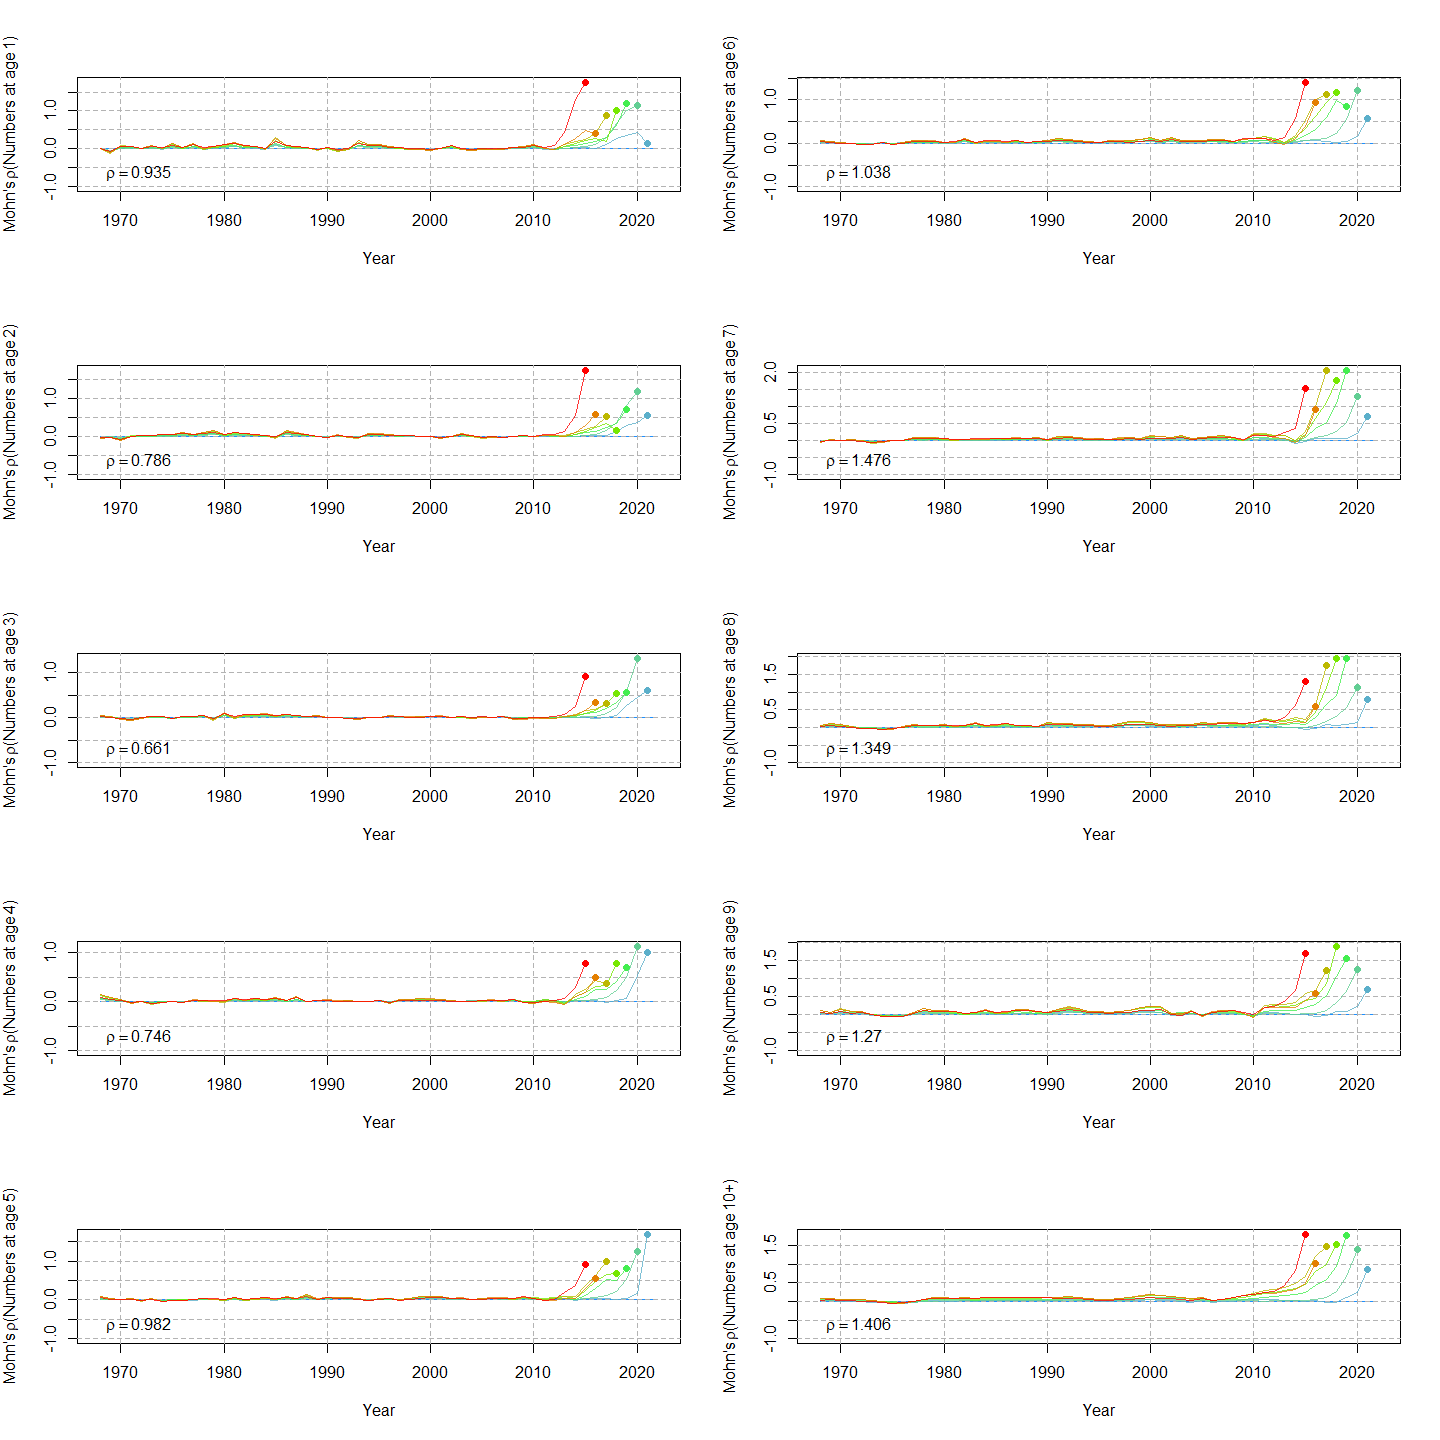 Mohn's ρ(Numbers at age 1)
1.0
0.0
-1.0
ρ = 0.935
1970 1980 1990 2000 2010 2020
Year
Mohn's ρ(Numbers at age 6)
1.0
0.0
-1.0
ρ = 1.038
1970 1980 1990 2000 2010 2020
Year
Mohn's ρ(Numbers at age 2)
1.0
0.0
-1.0
ρ = 0.786
1970 1980 1990 2000 2010 2020
Year
Mohn's ρ(Numbers at age 7)
2.0
0.5
-1.0
ρ = 1.476
1970 1980 1990 2000 2010 2020
Year
Mohn's ρ(Numbers at age 3)
1.0
0.0
-1.0
ρ = 0.661
1970 1980 1990 2000 2010 2020
Year
Mohn's ρ(Numbers at age 8)
1.5
0.5
-1.0
ρ = 1.349
1970 1980 1990 2000 2010 2020
Year
Mohn's ρ(Numbers at age 4)
1.0
0.0
-1.0
ρ = 0.746
1970 1980 1990 2000 2010 2020
Year
Mohn's ρ(Numbers at age 9)
1.5
0.5
-1.0
ρ = 1.27
1970 1980 1990 2000 2010 2020
Year
Mohn's ρ(Numbers at age 5)
1.0
0.0
-1.0
ρ = 0.982
1970 1980 1990 2000 2010 2020
Year
Mohn's ρ(Numbers at age 10+)
1.5
0.5
-1.0
ρ = 1.406
1970 1980 1990 2000 2010 2020
Year